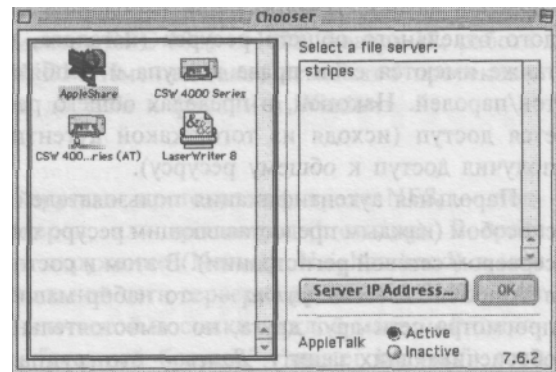 Chooser
Select a file server:
AppleShare
CSW 4000 Series
CSW 400...ries (AT)
LaserWriter 8
stripes
Server IP Address...
OK
AppleTalk
Active
Inactive
7.6.2